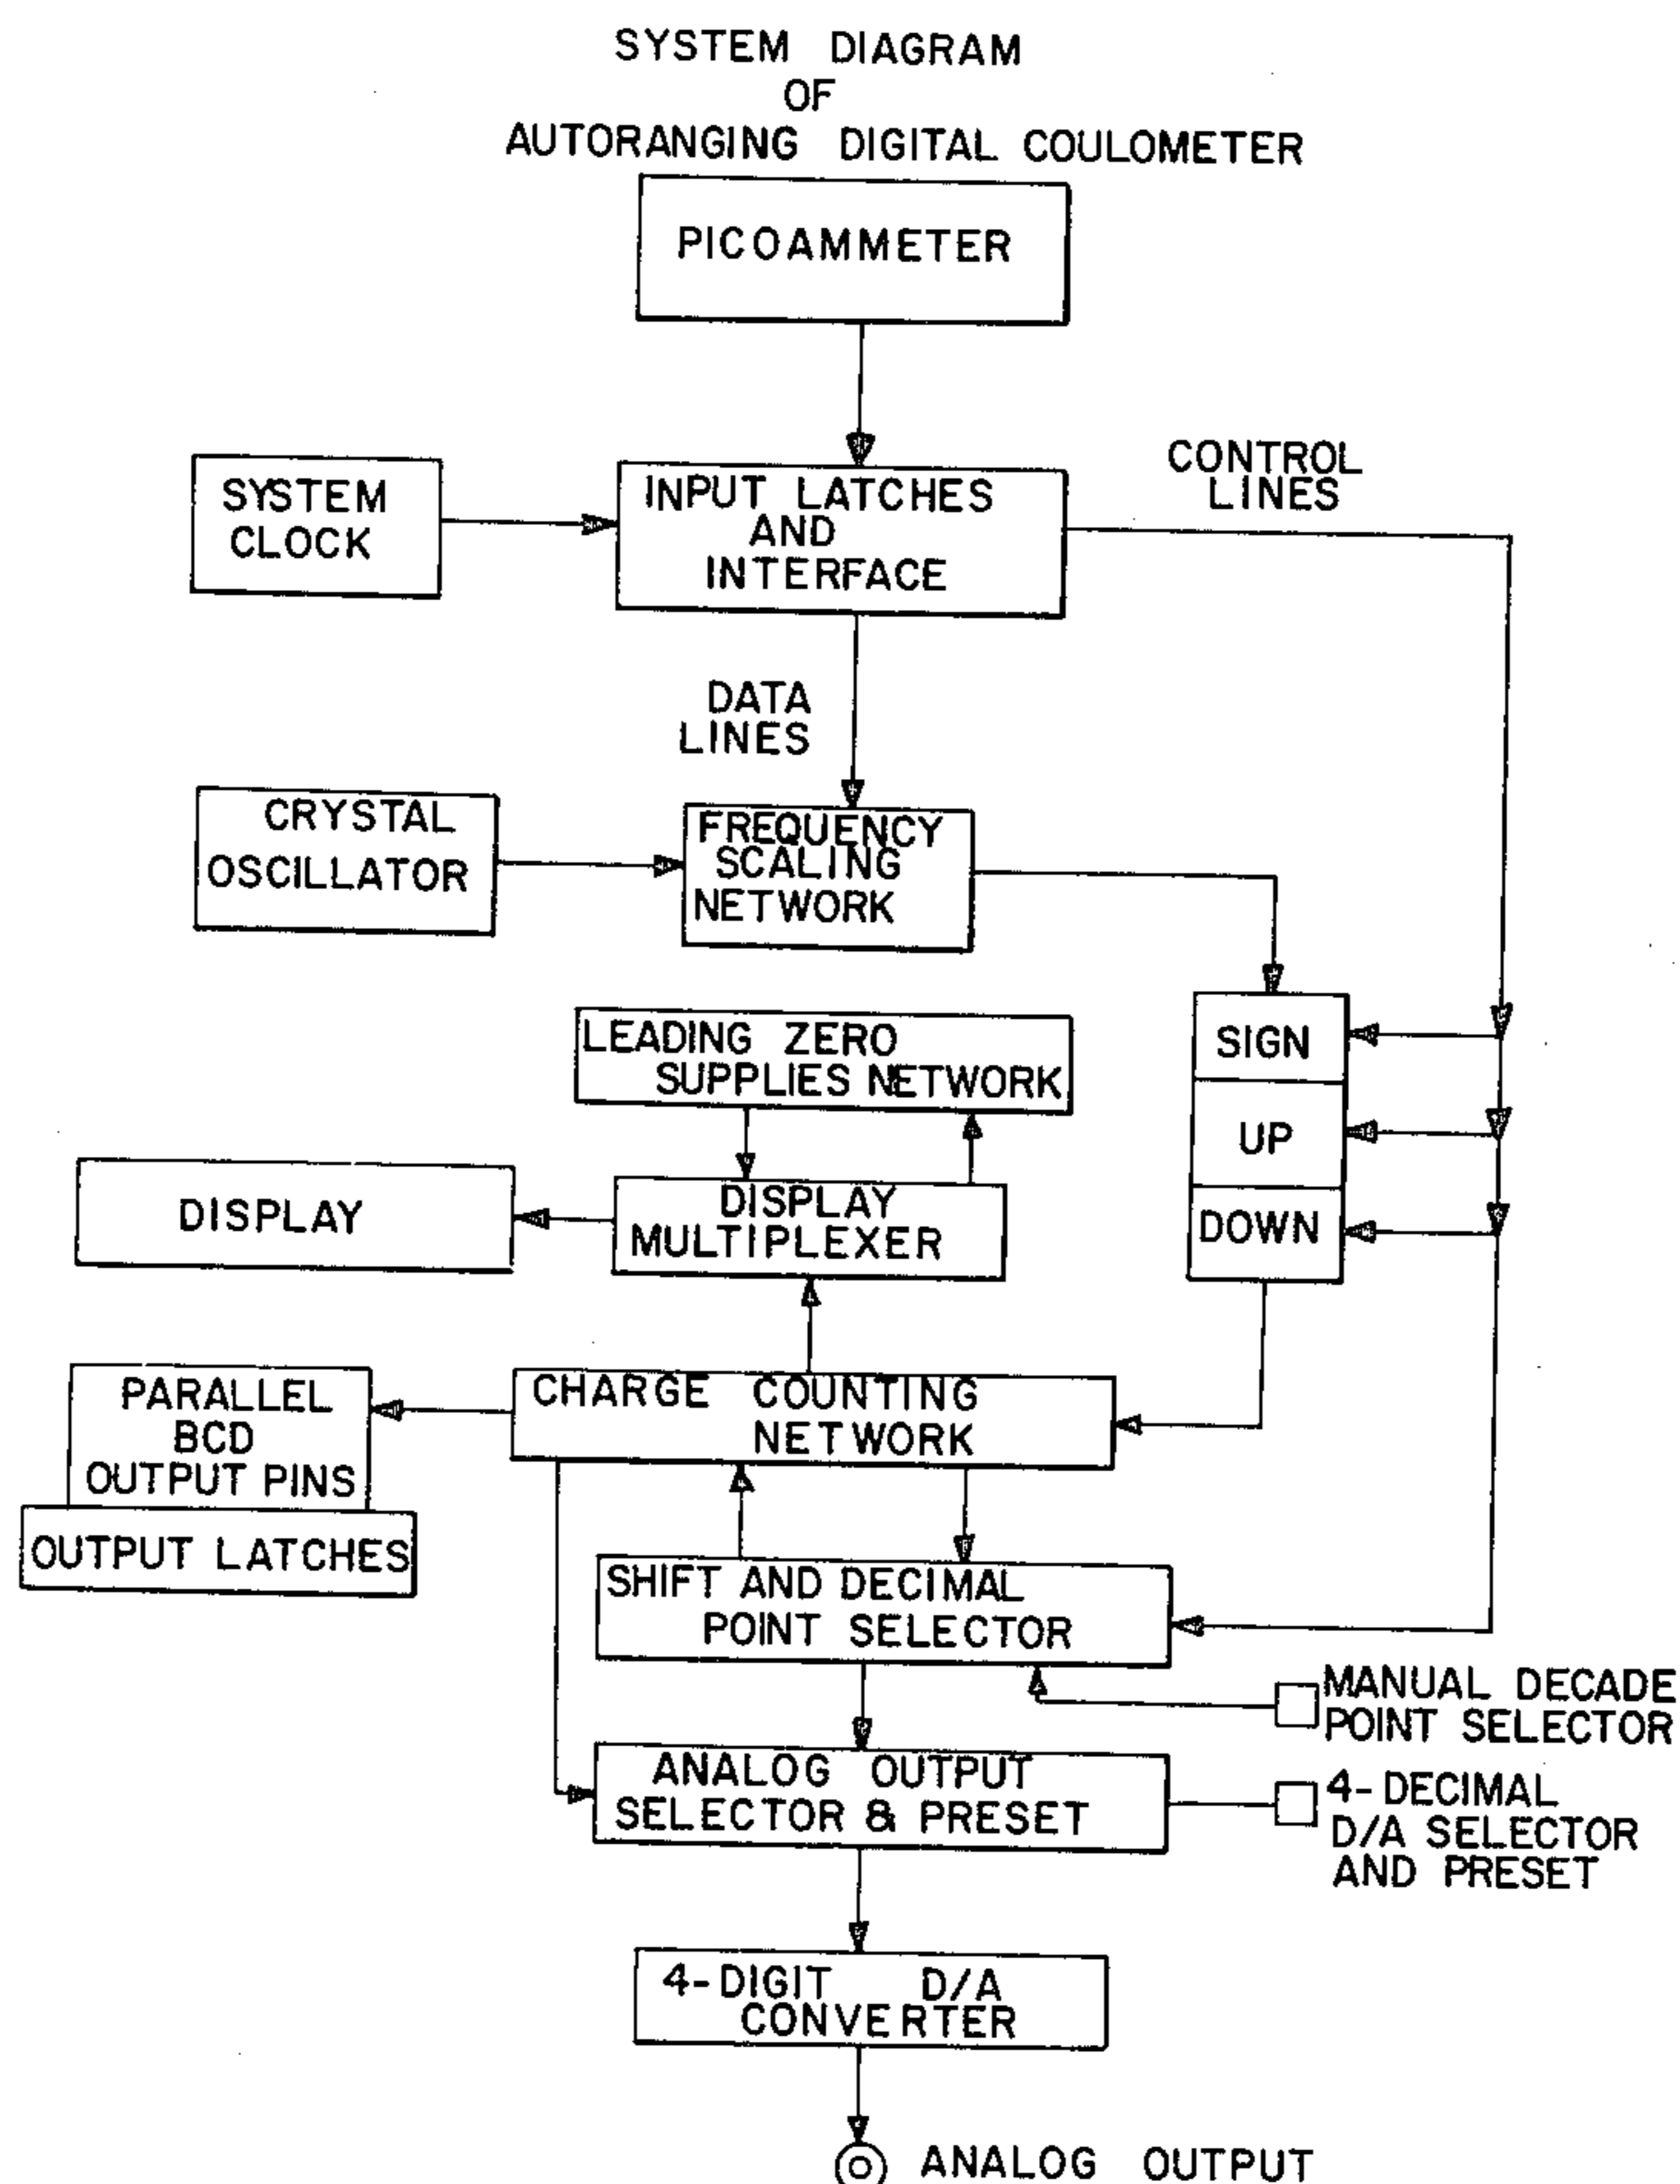 SYSTEM DIAGRAM
OF
AUTORANGING DIGITAL COULOMETER
PICOAMMETER
SYSTEM
CLOCK
INPUT LATCHES
AND
INTERFACE
CONTROL
LINES
DATA
LINES
CRYSTAL
OSCILLATOR
FREQUENCY
SCALING
NETWORK
LEADING ZERO
SUPPLIES NETWORK
SIGN
UP
DOWN
DISPLAY
DISPLAY
MULTIPLEXER
PARALLEL
BCD
OUTPUT PINS
OUTPUT LATCHES
CHARGE COUNTING
NETWORK
SHIFT AND DECIMAL
POINT SELECTOR
MANUAL DECADE
POINT SELECTOR
ANALOG OUTPUT
SELECTOR & PRESET
4-DECIMAL
D/A SELECTOR
AND PRESET
4-DIGIT D/A
CONVERTER
ANALOG OUTPUT